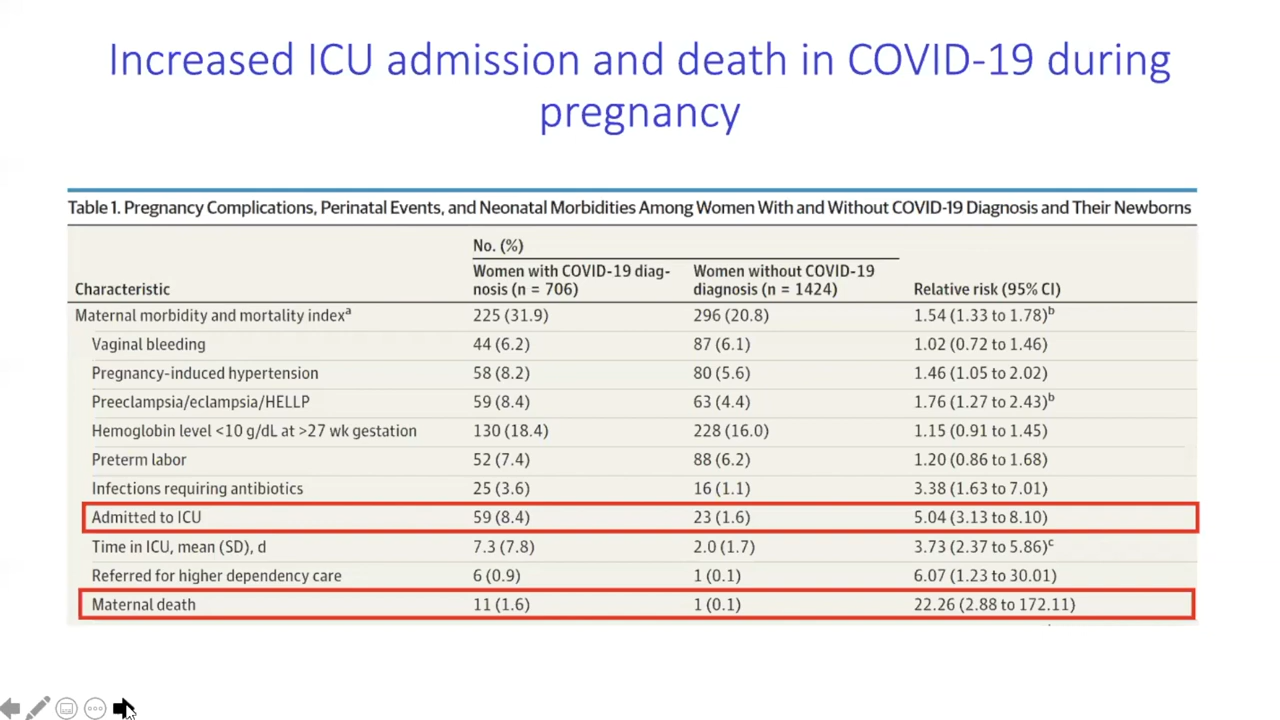 Increased ICU admission and death in COVID-19 during
pregnancy
Table 1. Pregnancy Complications, Perinatal Events, and Neonatal Morbidities Among Women With and Without COVID-19 Diagnosis and Their Newborns
No. (%)
Women with COVID-19 diag- Women without COVID-19
Characteristic nosis (n = 706) diagnosis (n = 1424) Relative risk (95% CI)
Maternal morbidity and mortality indexᵃ 225 (31.9) 296 (20.8) 1.54 (1.33 to 1.78)ᵇ
Vaginal bleeding 44 (6.2) 87 (6.1) 1.02 (0.72 to 1.46)
Pregnancy-induced hypertension 58 (8.2) 80 (5.6) 1.46 (1.05 to 2.02)
Preeclampsia/eclampsia/HELLP 59 (8.4) 63 (4.4) 1.76 (1.27 to 2.43)ᵇ
Hemoglobin level <10 g/dL at >27 wk gestation 130 (18.4) 228 (16.0) 1.15 (0.91 to 1.45)
Preterm labor 52 (7.4) 88 (6.2) 1.20 (0.86 to 1.68)
Infections requiring antibiotics 25 (3.6) 16 (1.1) 3.38 (1.63 to 7.01)
Admitted to ICU 59 (8.4) 23 (1.6) 5.04 (3.13 to 8.10)
Time in ICU, mean (SD), d 7.3 (7.8) 2.0 (1.7) 3.73 (2.37 to 5.86)ᶜ
Referred for higher dependency care 6 (0.9) 1 (0.1) 6.07 (1.23 to 30.01)
Maternal death 11 (1.6) 1 (0.1) 22.26 (2.88 to 172.11)